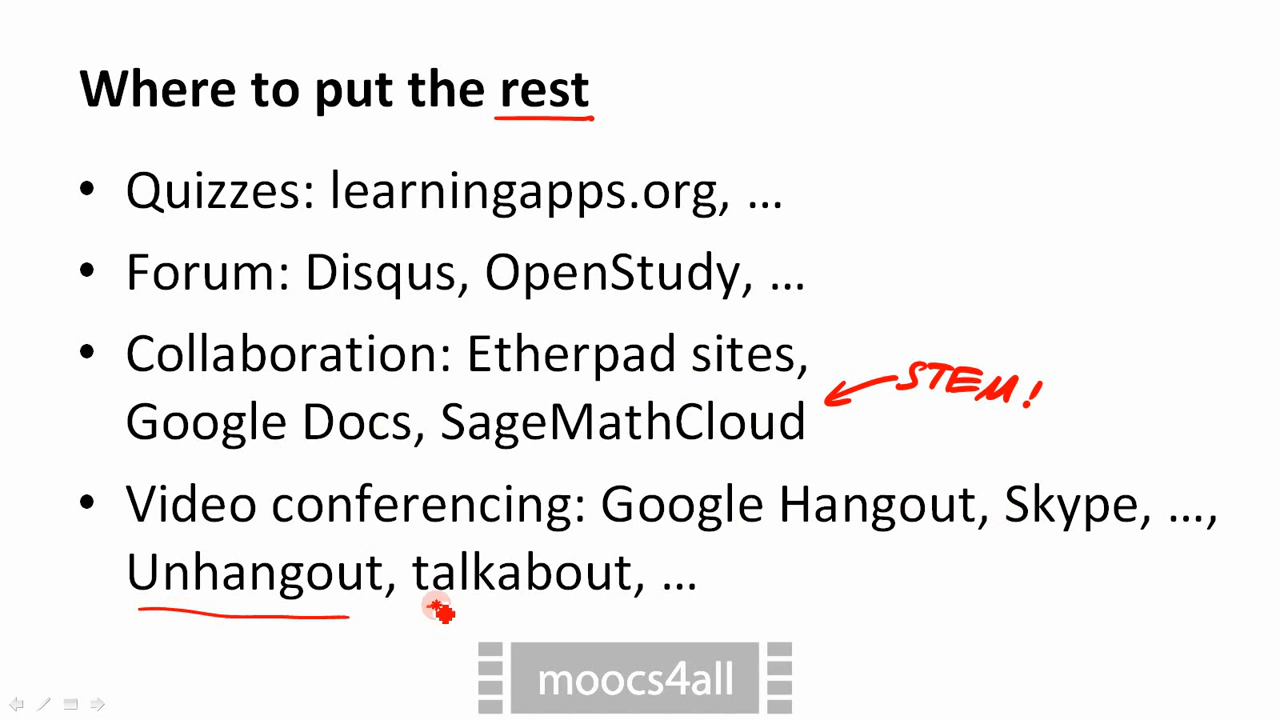 Where to put the rest
• Quizzes: learningapps.org, …
• Forum: Disqus, OpenStudy, …
• Collaboration: Etherpad sites,
Google Docs, SageMathCloud
STEM!
• Video conferencing: Google Hangout, Skype, …,
Unhangout, talkabout, …
moocs4all